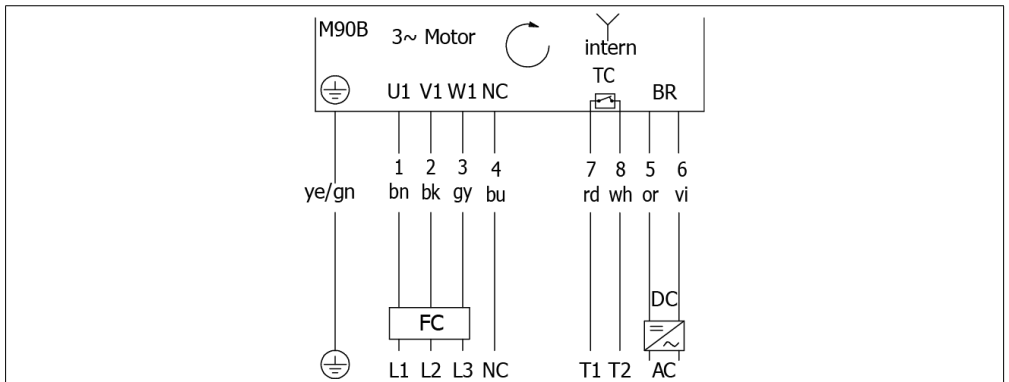 M90B 3~ Motor
intern
TC
U1 V1 W1 NC BR
1 2 3 4 7 8 5 6
ye/gn bn bk gy bu rd wh or vi
DC
FC
L1 L2 L3 NC T1 T2 AC